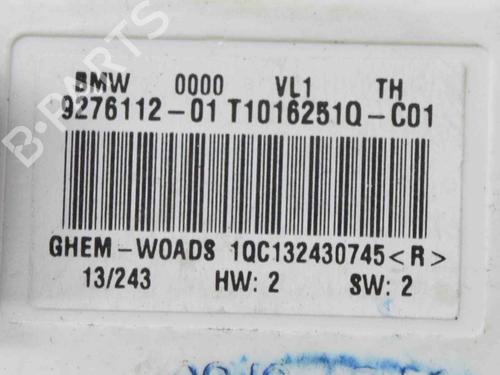 BMW 0000 VL1 TH
9276112-01 T1016251Q-C01
GHEM-WOADS 1QC132430745<R>
13/243 HW: 2 SW: 2
B-PARTS